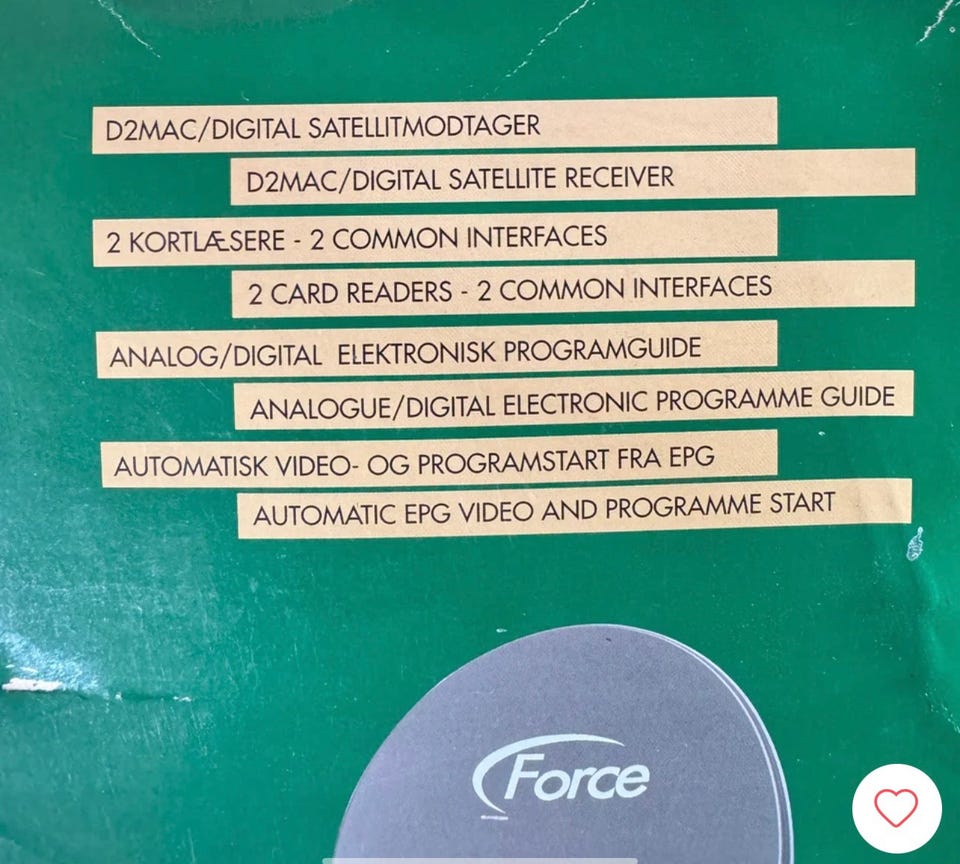 D2MAC/DIGITAL SATELLITMODTAGER
D2MAC/DIGITAL SATELLITE RECEIVER
2 KORTLÆSERE - 2 COMMON INTERFACES
2 CARD READERS - 2 COMMON INTERFACES
ANALOG/DIGITAL ELEKTRONISK PROGRAMGUIDE
ANALOGUE/DIGITAL ELECTRONIC PROGRAMME GUIDE
AUTOMATISK VIDEO- OG PROGRAMSTART FRA EPG
AUTOMATIC EPG VIDEO AND PROGRAMME START
Force